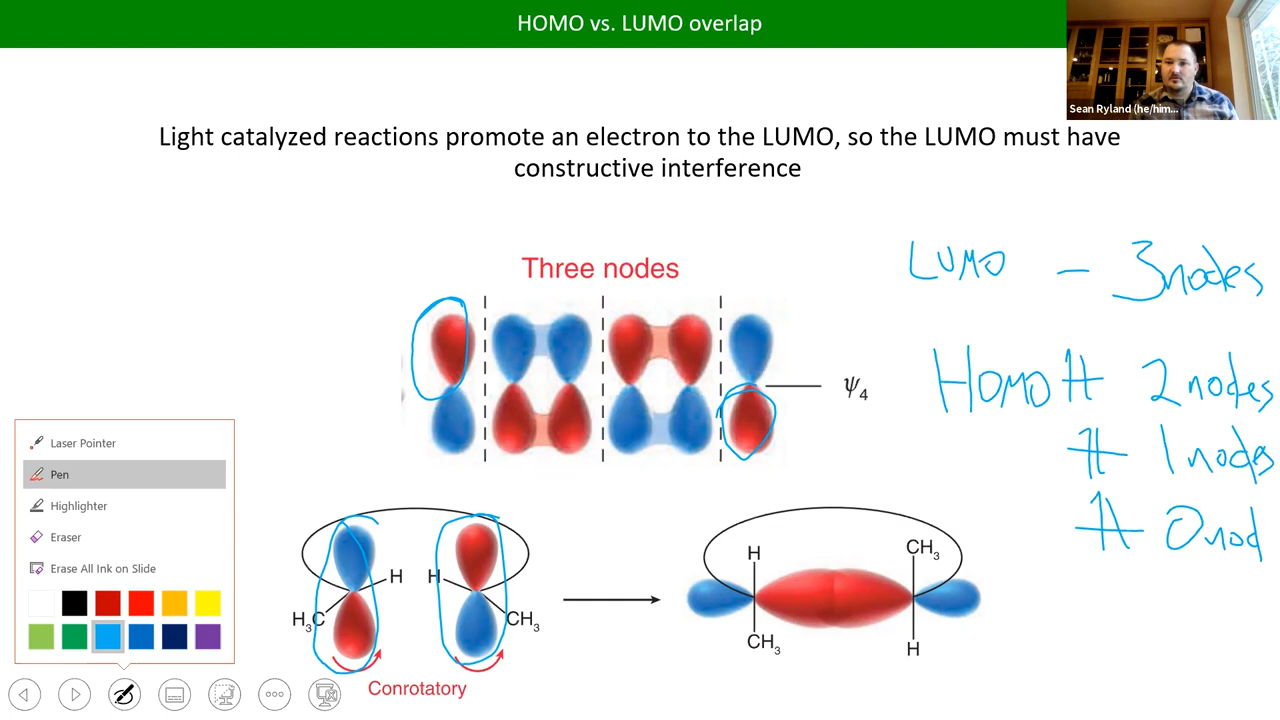 HOMO vs. LUMO overlap
Sean Ryland (he/him...
Light catalyzed reactions promote an electron to the LUMO, so the LUMO must have
constructive interference
Three nodes
LUMO – 3 nodes
ψ4
HOMO 2 nodes
1 nodes
0 nod
Laser Pointer
Pen
Highlighter
Eraser
Erase All Ink on Slide
H H
H3C CH3
Conrotatory
H CH3
CH3 H